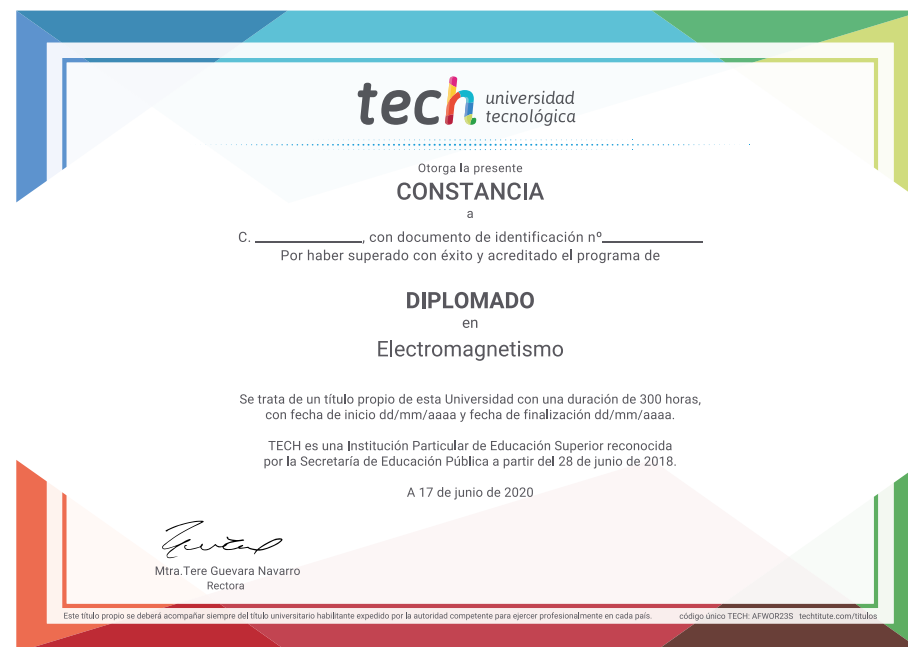 tech universidad
tecnológica
Otorga la presente
CONSTANCIA
a
C. ____________, con documento de identificación nº____________
Por haber superado con éxito y acreditado el programa de
DIPLOMADO
en
Electromagnetismo
Se trata de un título propio de esta Universidad con una duración de 300 horas,
con fecha de inicio dd/mm/aaaa y fecha de finalización dd/mm/aaaa.
TECH es una Institución Particular de Educación Superior reconocida
por la Secretaría de Educación Pública a partir del 28 de junio de 2018.
A 17 de junio de 2020
Mtra.Tere Guevara Navarro
Rectora
Este título propio se deberá acompañar siempre del título universitario habilitante expedido por la autoridad competente para ejercer profesionalmente en cada país. código único TECH: AFWOR23S techtitute.com/titulos